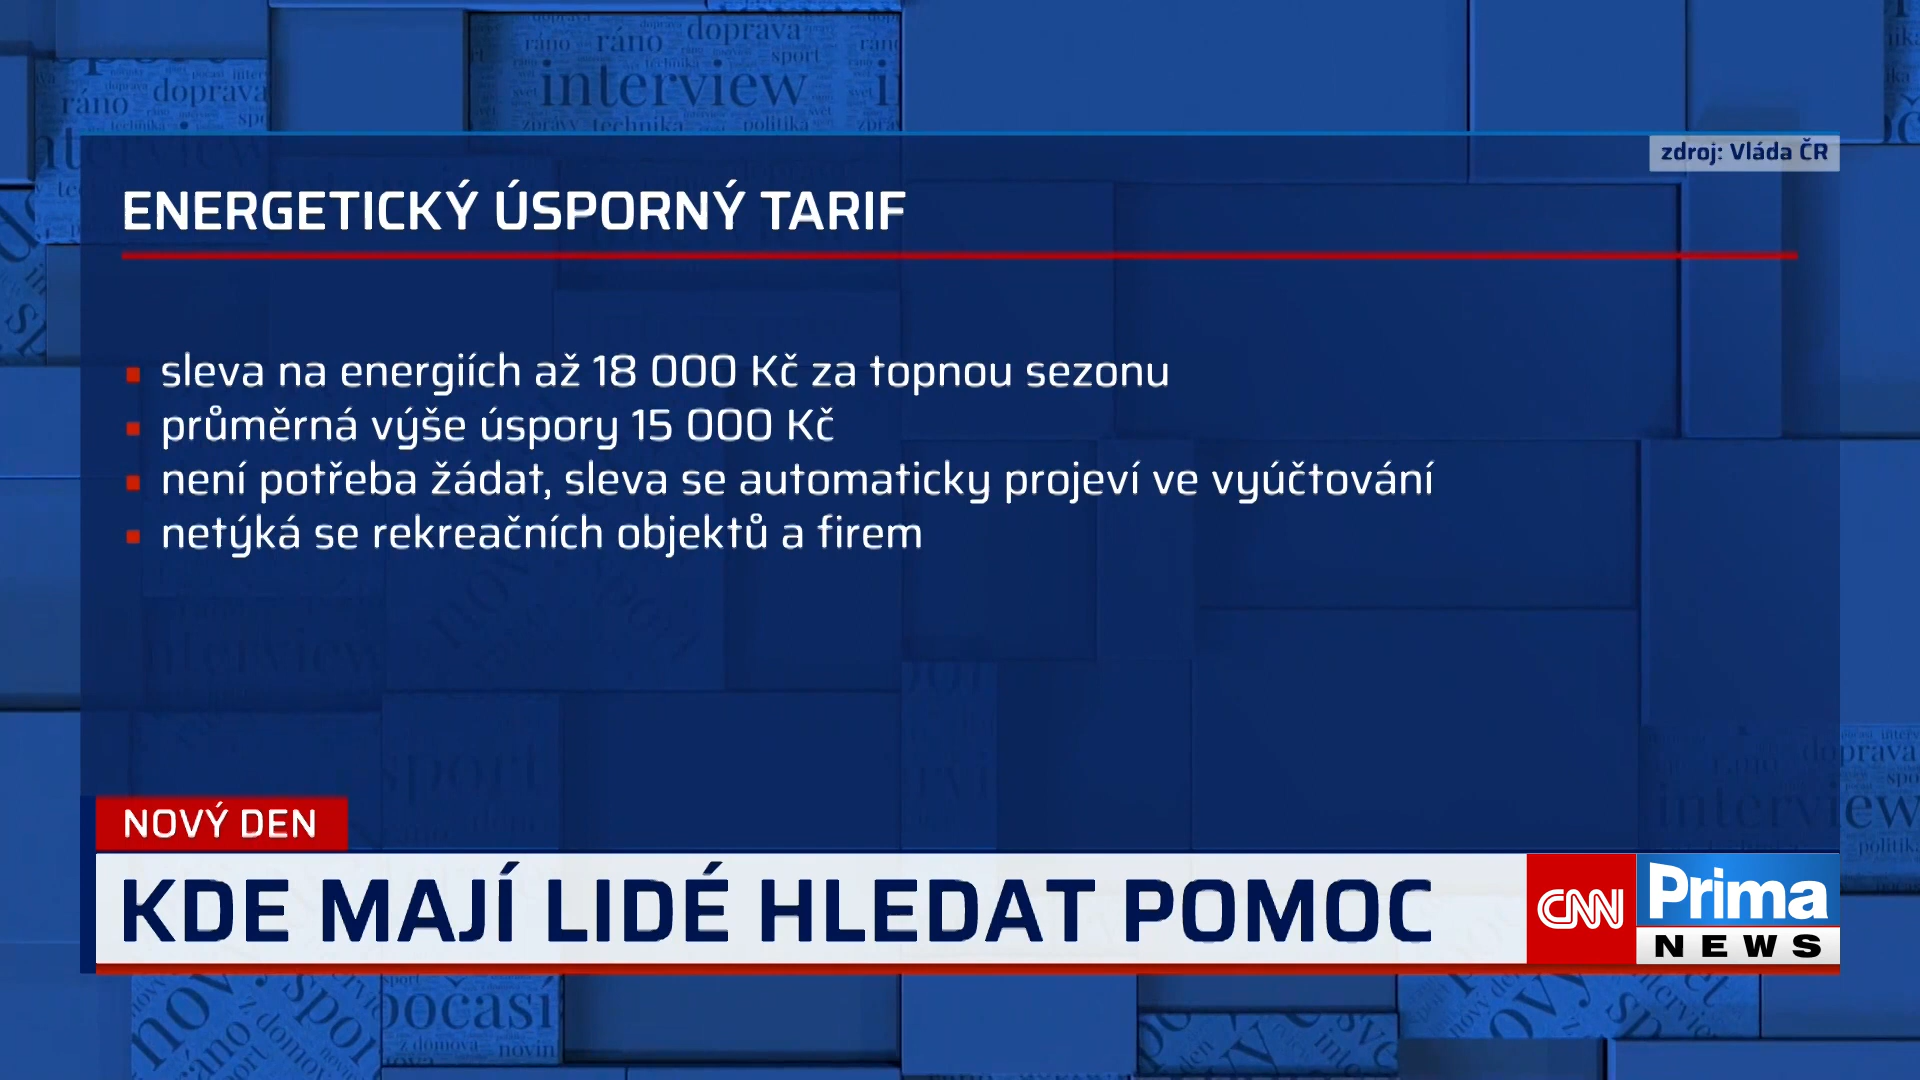 zdroj: Vláda ČR
ENERGETICKÝ ÚSPORNÝ TARIF
sleva na energiích až 18 000 Kč za topnou sezonu
průměrná výše úspory 15 000 Kč
není potřeba žádat, sleva se automaticky projeví ve vyúčtování
netýká se rekreačních objektů a firem
NOVÝ DEN
KDE MAJÍ LIDÉ HLEDAT POMOC
CNN Prima
NEWS